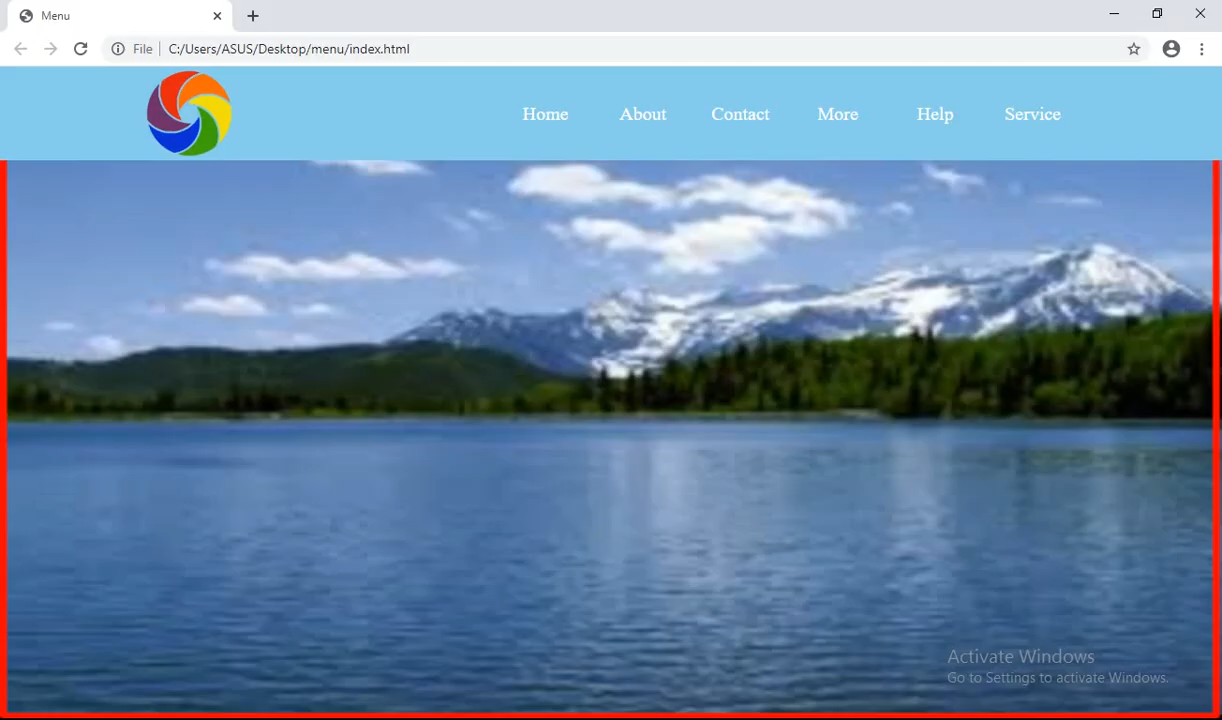 Menu
File C:/Users/ASUS/Desktop/menu/index.html
Home About Contact More Help Service
Activate Windows
Go to Settings to activate Windows.